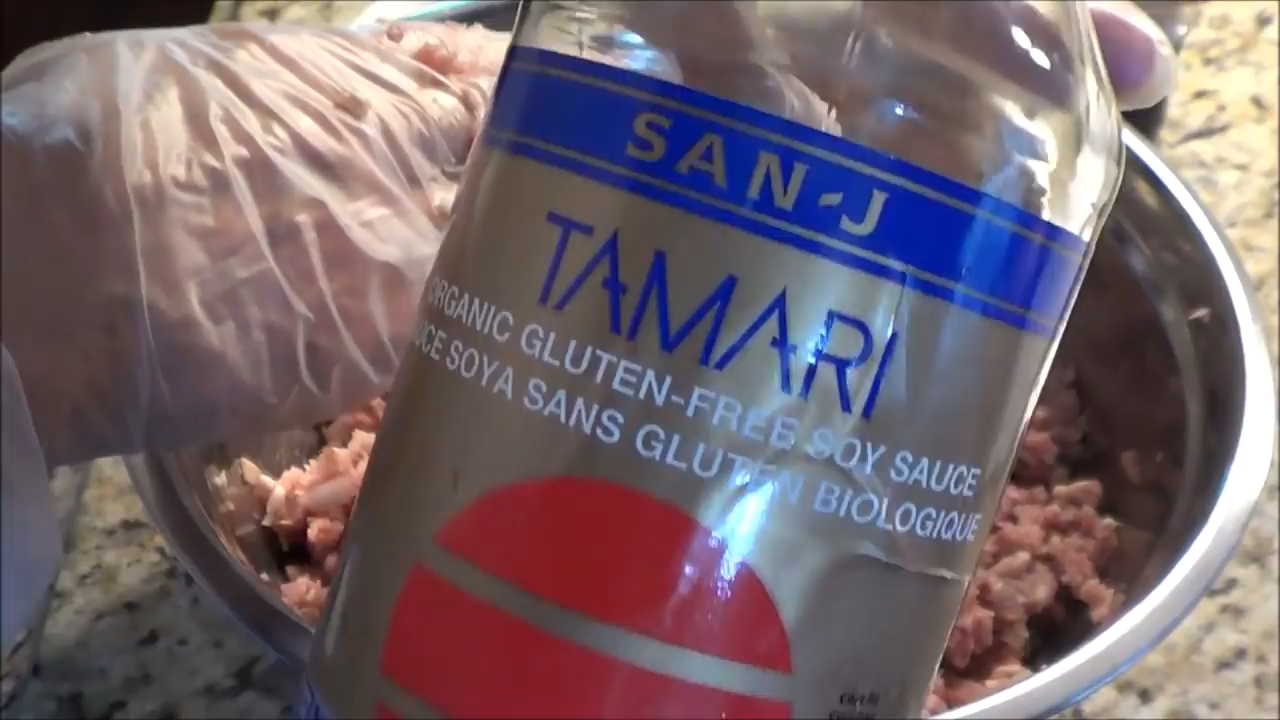 SAN-J
TAMARI
ORGANIC GLUTEN-FREE SOY SAUCE
SOYA SANS GLUTEN BIOLOGIQUE